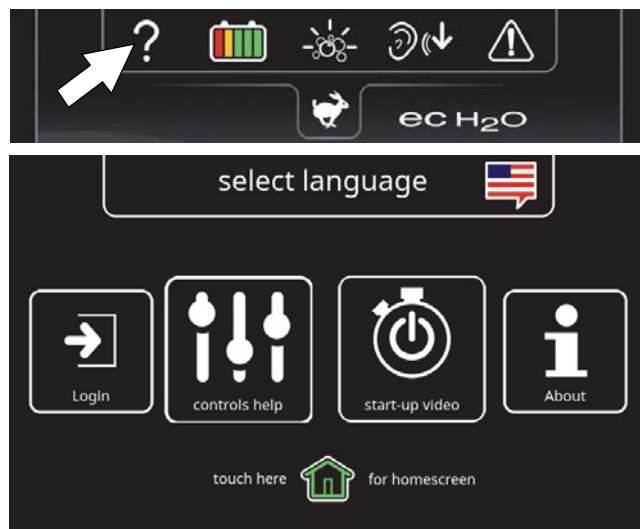 ?
ec H2O
select language
Login
controls help
start-up video
About
touch here for homescreen